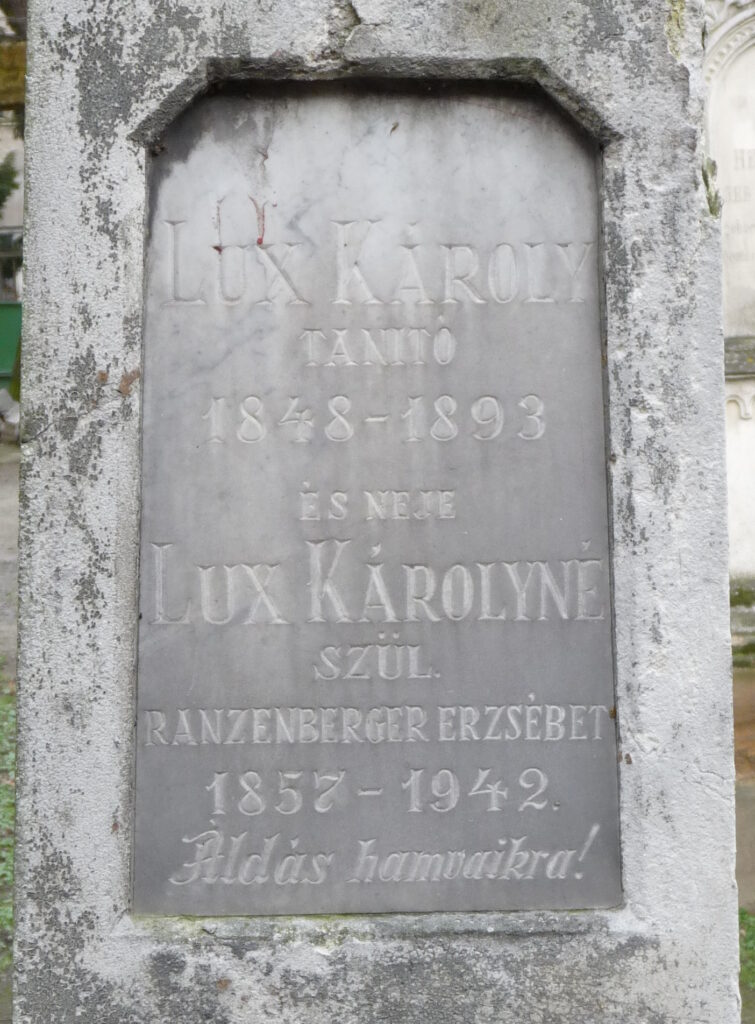 LUX KÁROLY
TANITÓ
1848-1893
ÉS NEJE
LUX KÁROLYNÉ
SZÜL.
RANZENBERGER ERZSÉBET
1857-1942.
Áldás hamvaikra!